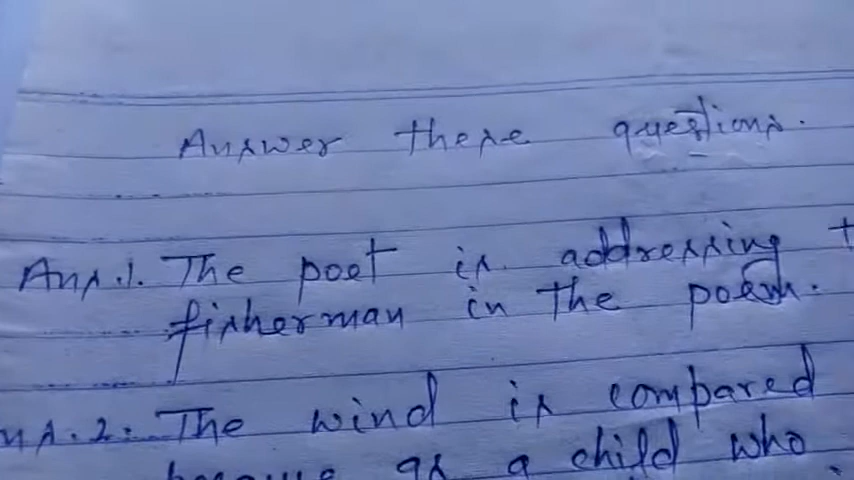 Answer these questions.
Ans.1. The poet is addressing
fisherman in the poem.
Ans.2. The wind is compared
because as a child who